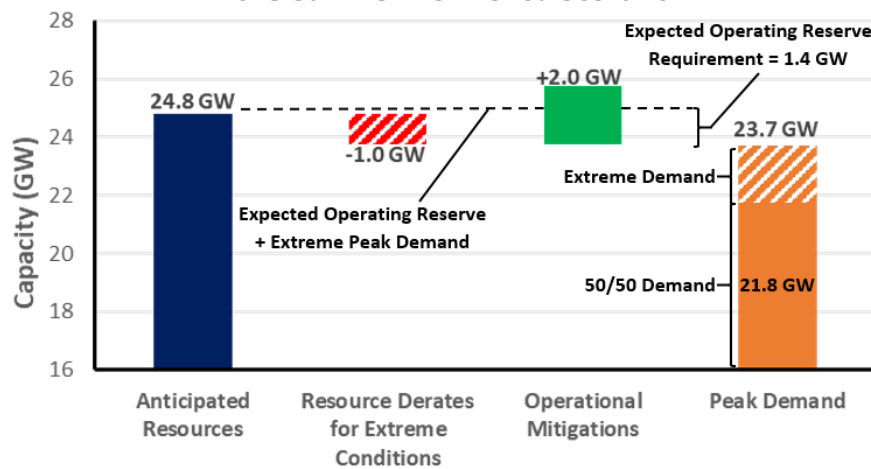 28
26
24
22
20
18
16
Capacity (GW)
24.8 GW
-1.0 GW
+2.0 GW
Expected Operating Reserve
Requirement = 1.4 GW
23.7 GW
Extreme Demand
Expected Operating Reserve
+ Extreme Peak Demand
50/50 Demand
21.8 GW
Anticipated
Resources
Resource Derates
for Extreme
Conditions
Operational
Mitigations
Peak Demand